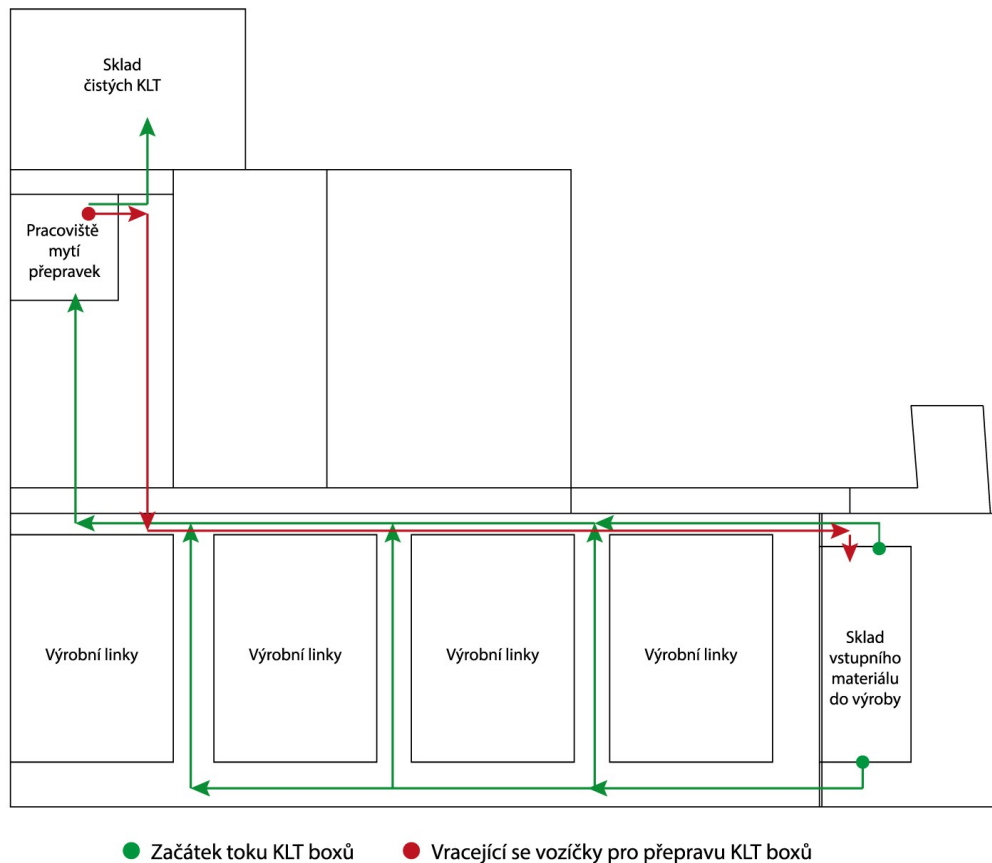 Sklad
čistých KLT
Pracoviště
mytí
přepravek
Výrobní linky
Výrobní linky
Výrobní linky
Výrobní linky
Sklad
vstupního
materiálu
do výroby
Začátek toku KLT boxů
Vracející se vozíčky pro přepravu KLT boxů